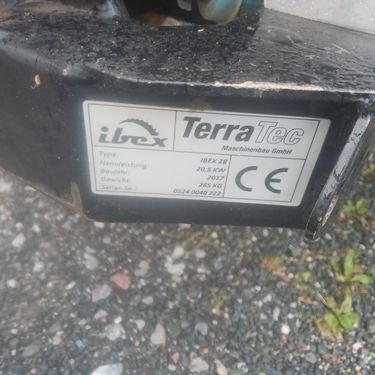 ibex TerraTec
Maschinenbau GmbH
Type: IBEX 28
Nennleistung: 20,5 KW
Baujahr: 2017
Gewicht: 265 KG
Serien Nr. 0524 0040 222
CE